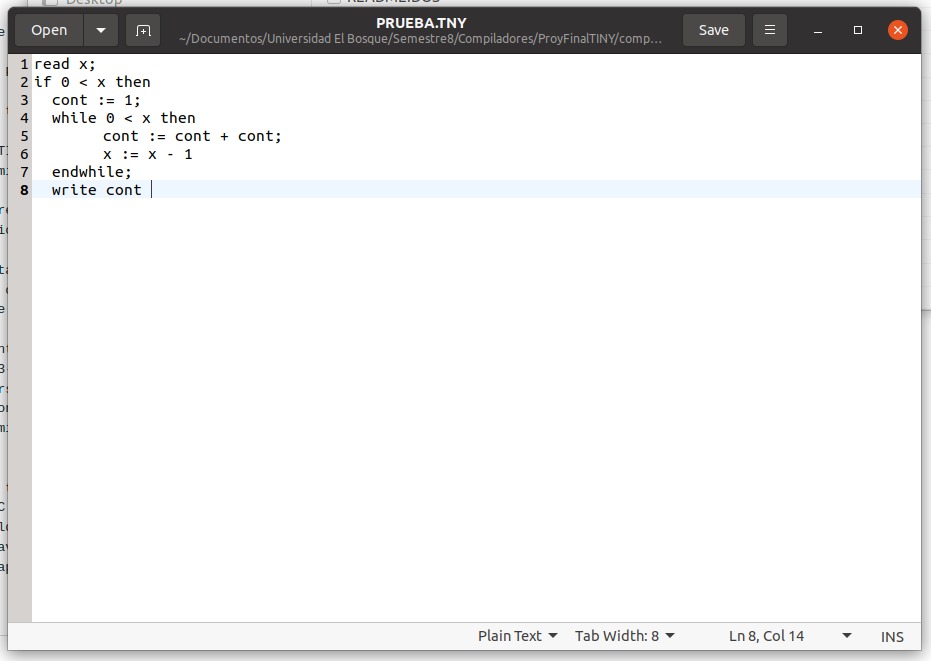 Desktop
READMEIDOS
Open
PRUEBA.TNY
~/Documentos/Universidad El Bosque/Semestre8/Compiladores/ProyFinalTINY/comp...
Save
1 read x;
2 if 0 < x then
3   cont := 1;
4   while 0 < x then
5         cont := cont + cont;
6         x := x - 1
7   endwhile;
8   write cont
Plain Text
Tab Width: 8
Ln 8, Col 14
INS